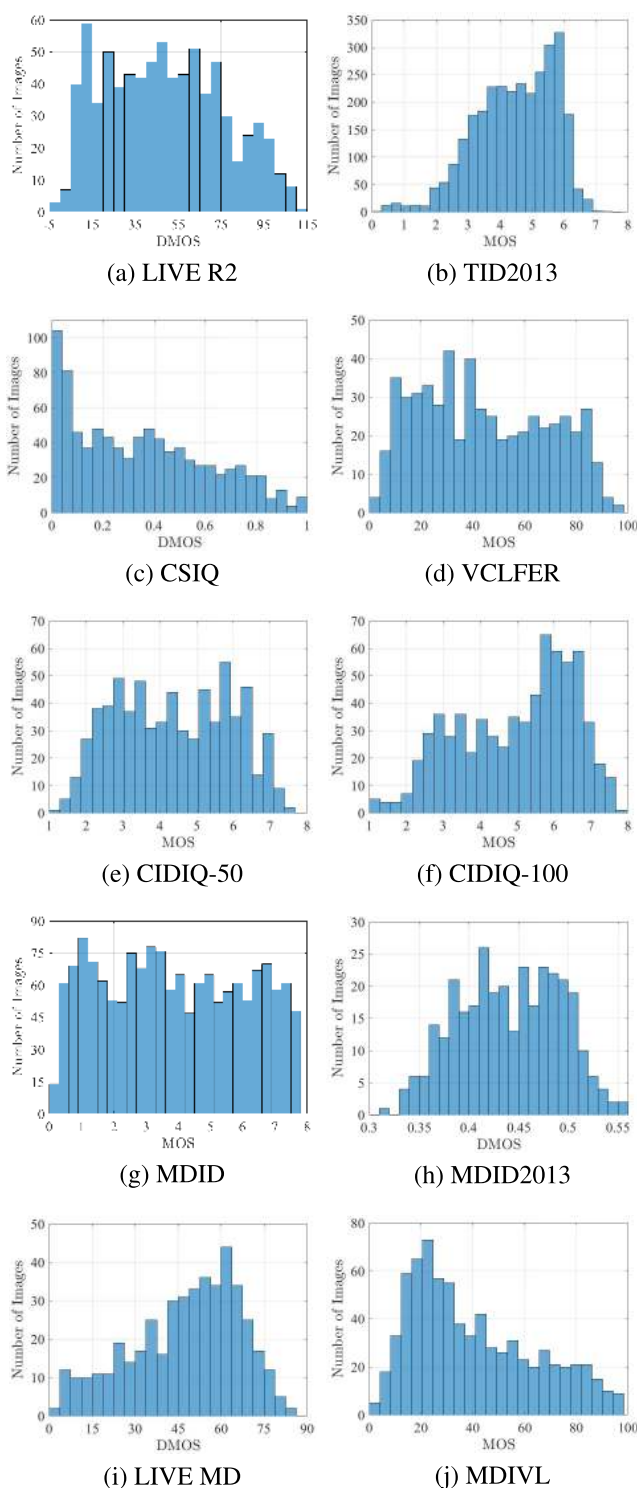 60
50
40
30
20
10
0
Number of Images
-5 15 35 55 75 95 115
DMOS
(a) LIVE R2
350
300
250
200
150
100
50
0
Number of Images
0 1 2 3 4 5 6 7 8
MOS
(b) TID2013
100
80
60
40
20
0
Number of Images
0 0.2 0.4 0.6 0.8 1
DMOS
(c) CSIQ
50
40
30
20
10
0
Number of Images
0 20 40 60 80 100
MOS
(d) VCLFER
70
60
50
40
30
20
10
0
Number of Images
1 2 3 4 5 6 7 8
MOS
(e) CIDIQ-50
70
60
50
40
30
20
10
0
Number of Images
1 2 3 4 5 6 7 8
MOS
(f) CIDIQ-100
90
75
60
45
30
15
0
Number of Images
0 1 2 3 4 5 6 7 8
MOS
(g) MDID
30
25
20
15
10
5
0
Number of Images
0.3 0.35 0.4 0.45 0.5 0.55
DMOS
(h) MDID2013
50
40
30
20
10
0
Number of Images
0 15 30 45 60 75 90
DMOS
(i) LIVE MD
80
60
40
20
0
Number of Images
0 20 40 60 80 100
MOS
(j) MDIVL